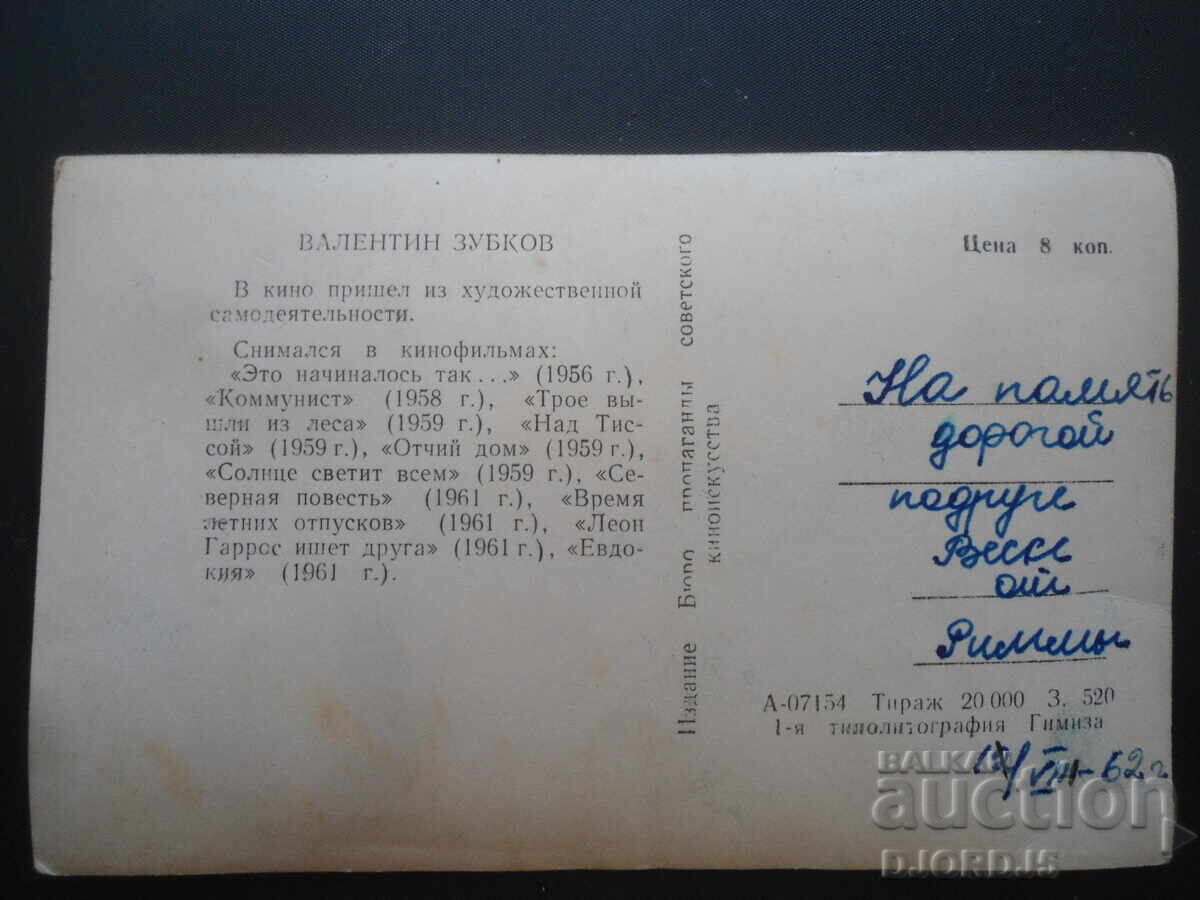 ВАЛЕНТИН ЗУБКОВ
В кино пришел из художественной
самодеятельности.
Снимался в кинофильмах:
«Это начиналось так...» (1956 г.),
«Коммунист» (1958 г.), «Трое вы-
шли из леса» (1959 г.), «Над Тис-
сой» (1959 г.), «Отчий дом» (1959 г.),
«Солнце светит всем» (1959 г.), «Се-
верная повесть» (1961 г.), «Время
летних отпусков» (1961 г.), «Леон
Гаррос ищет друга» (1961 г.), «Евдо-
кия» (1961 г.).
Издание Бюро пропаганды советского
киноискусства
Цена 8 коп.
На память
дорогой
подруге
Веске
от
Риммы
А-07154 Тираж 20 000 З. 520
1-я типолитография Гимиза
VIII-62 г
BALKAN
auction
DJORDJ5